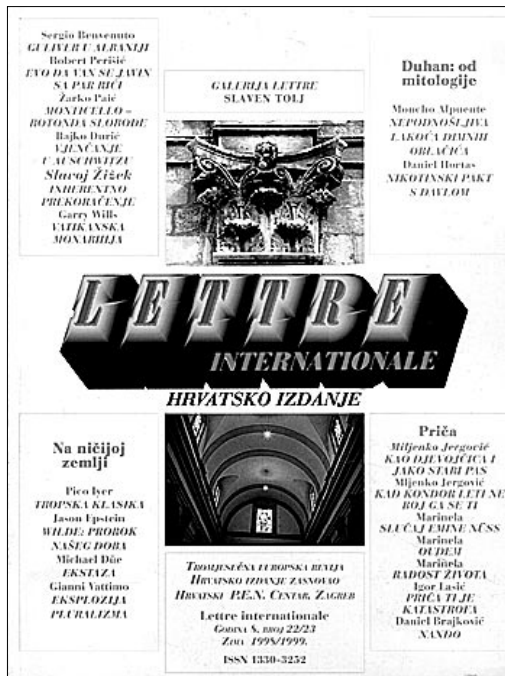 Sergio Benvenuto
GULIVER U ALBANIJI
Robert Perišić
EVO DA VAN SE JAVIN
SA PAR RIČI
Žarko Paić
MONTICELLO –
ROTONDA SLOBODE
Rajko Đurić
VJENČANJE
U AUSCHWITZU
Slavoj Žižek
INHERENTNO
PREKORAČENJE
Garry Wills
VATIKANSKA
MONARHIJA
GALERIJA LETTRE
SLAVEN TOLJ
Duhan: od
mitologije
Moncho Alpuente
NEPODNOŠLJIVA
LAKOĆA DIMNIH
OBLAČIĆA
Daniel Hortas
NIKOTINSKI PAKT
S ĐAVLOM
LETTRE
INTERNATIONALE
HRVATSKO IZDANJE
Na ničijoj
zemlji
Pico Iyer
TROPSKA KLASIKA
Jason Epstein
WILDE: PROROK
NAŠEG DOBA
Michael Dűe
EKSTAZA
Gianni Vattimo
EKSPLOZIJA
PLURALIZMA
TROMJESEČNA EUROPSKA REVIJA
HRVATSKO IZDANJE ZASNOVAO
HRVATSKI P.E.N. CENTAR, ZAGREB
Lettre internationale
GODINA 8, BROJ 22/23
ZIMA 1998/1999.
ISSN 1330-3252
Priča
Miljenko Jergović
KAO DJEVOJČICA I
JAKO STARI PAS
Mljenko Jergović
KAD KONDOR LETI NE
BOJ GA SE TI
Marinela
SLUČAJ EMINE NÜSS
Marinela
Marinela
RADOST ŽIVOTA
Igor Lasić
PRIČA TI JE
KATASTROFA
Daniel Brajković
NANDO